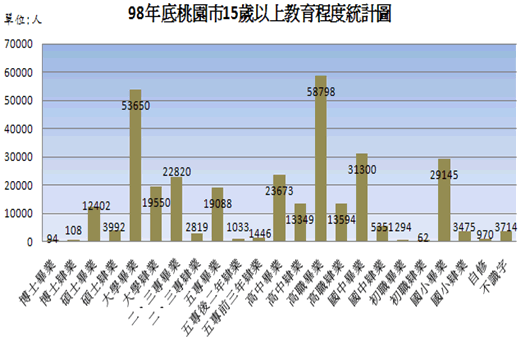 98年底桃園市15歲以上教育程度統計圖
單位:人
70000
60000
50000
40000
30000
20000
10000
0
94
108
12402
3992
53650
19550
22820
2819
19088
1033
1446
23673
13349
58798
13594
31300
5351
294
62
29145
3475
970
3714
博士畢業
博士肄業
碩士畢業
碩士肄業
大學畢業
大學肄業
二、三專畢業
二、三專肄業
五專畢業
五專後二年肄業
五專前三年肄業
高中畢業
高中肄業
高職畢業
高職肄業
國中畢業
國中肄業
初職畢業
初職肄業
國小畢業
國小肄業
自修
不識字